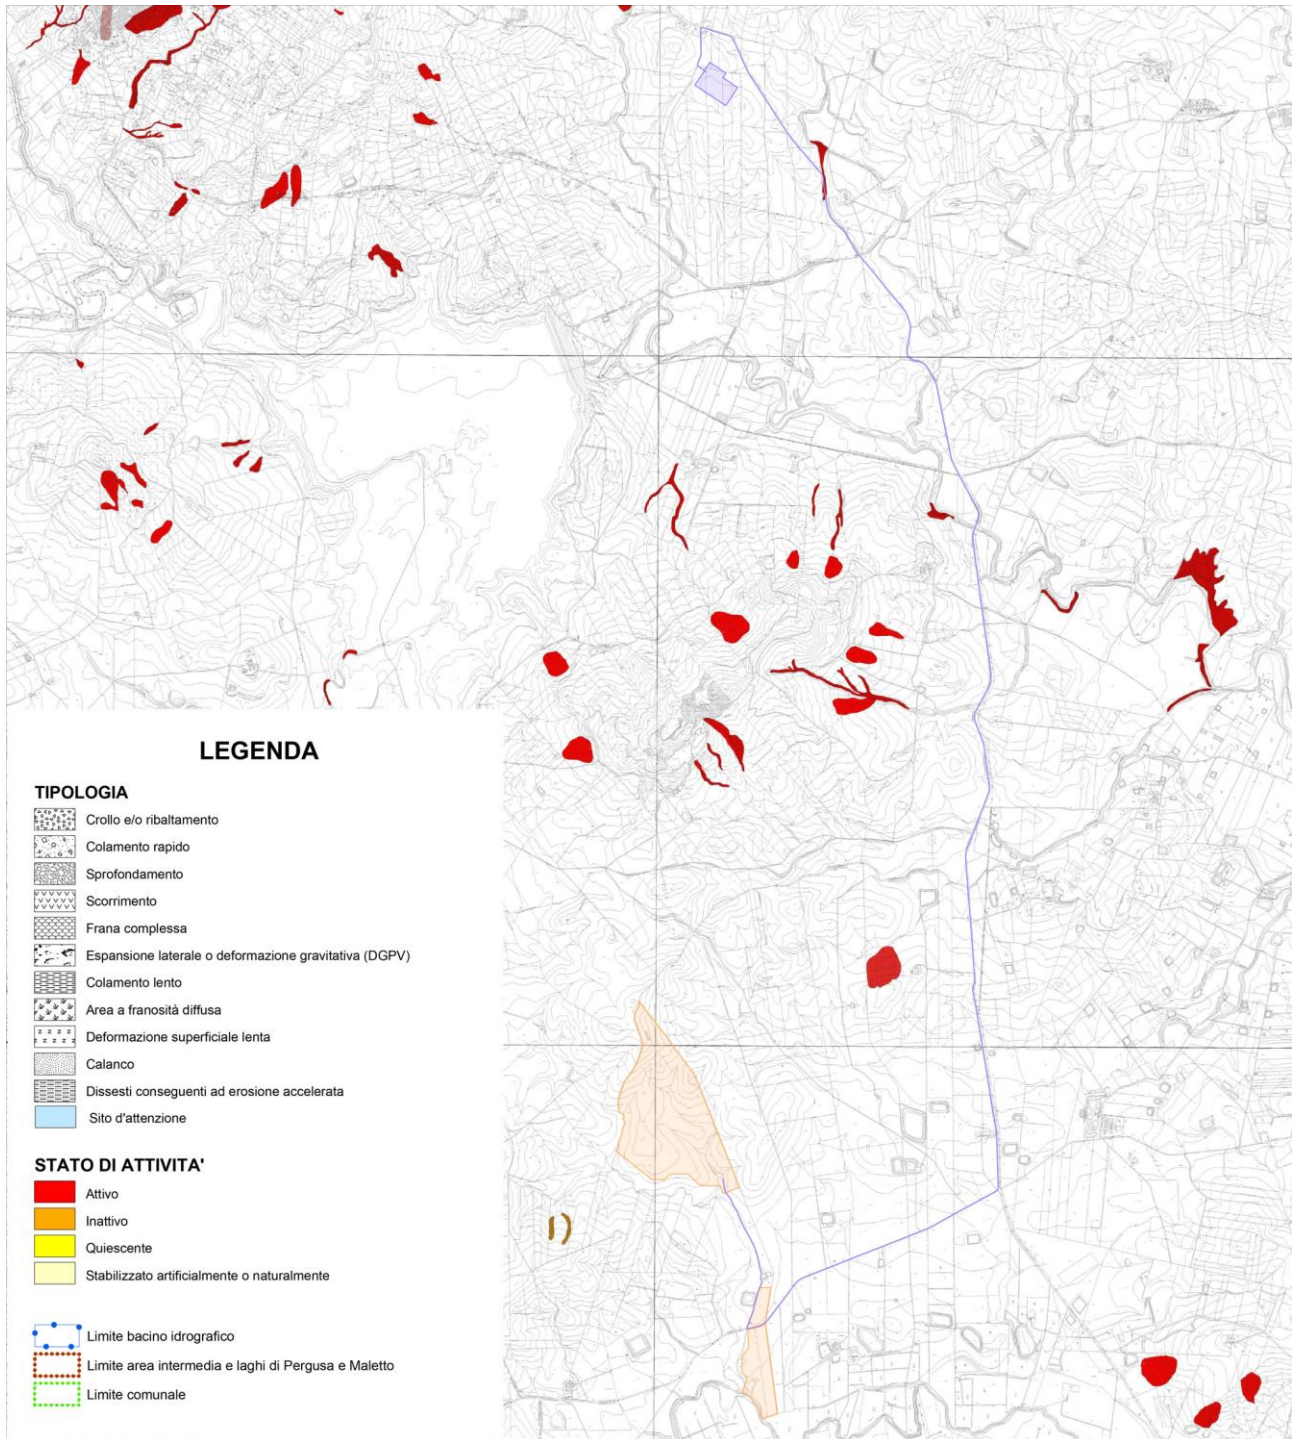 LEGENDA
TIPOLOGIA
Crollo e/o ribaltamento
Colamento rapido
Sprofondamento
Scorrimento
Frana complessa
Espansione laterale o deformazione gravitativa (DGPV)
Colamento lento
Area a franosità diffusa
Deformazione superficiale lenta
Calanco
Dissesti conseguenti ad erosione accelerata
Sito d'attenzione
STATO DI ATTIVITA'
Attivo
Inattivo
Quiescente
Stabilizzato artificialmente o naturalmente
Limite bacino idrografico
Limite area intermedia e laghi di Pergusa e Maletto
Limite comunale